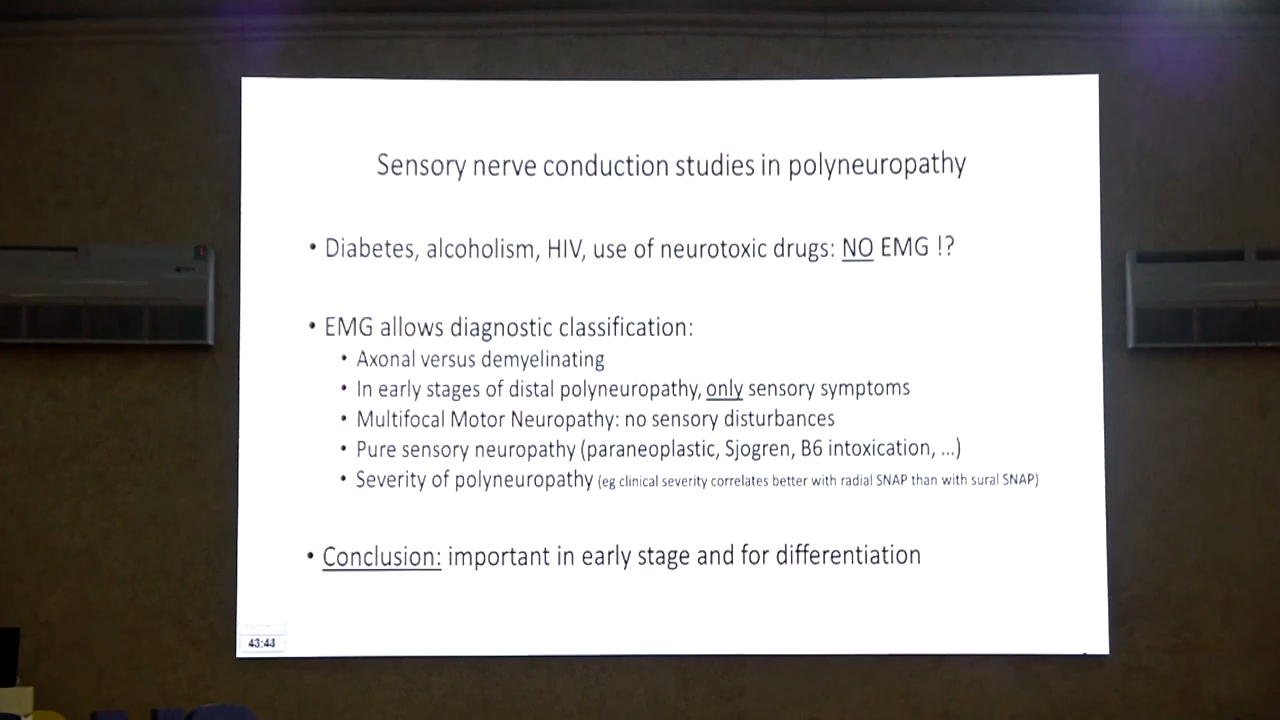 Sensory nerve conduction studies in polyneuropathy
• Diabetes, alcoholism, HIV, use of neurotoxic drugs: NO EMG !?
• EMG allows diagnostic classification:
• Axonal versus demyelinating
• In early stages of distal polyneuropathy, only sensory symptoms
• Multifocal Motor Neuropathy: no sensory disturbances
• Pure sensory neuropathy (paraneoplastic, Sjogren, B6 intoxication, ...)
• Severity of polyneuropathy (eg clinical severity correlates better with radial SNAP than with sural SNAP)
• Conclusion: important in early stage and for differentiation
43:44